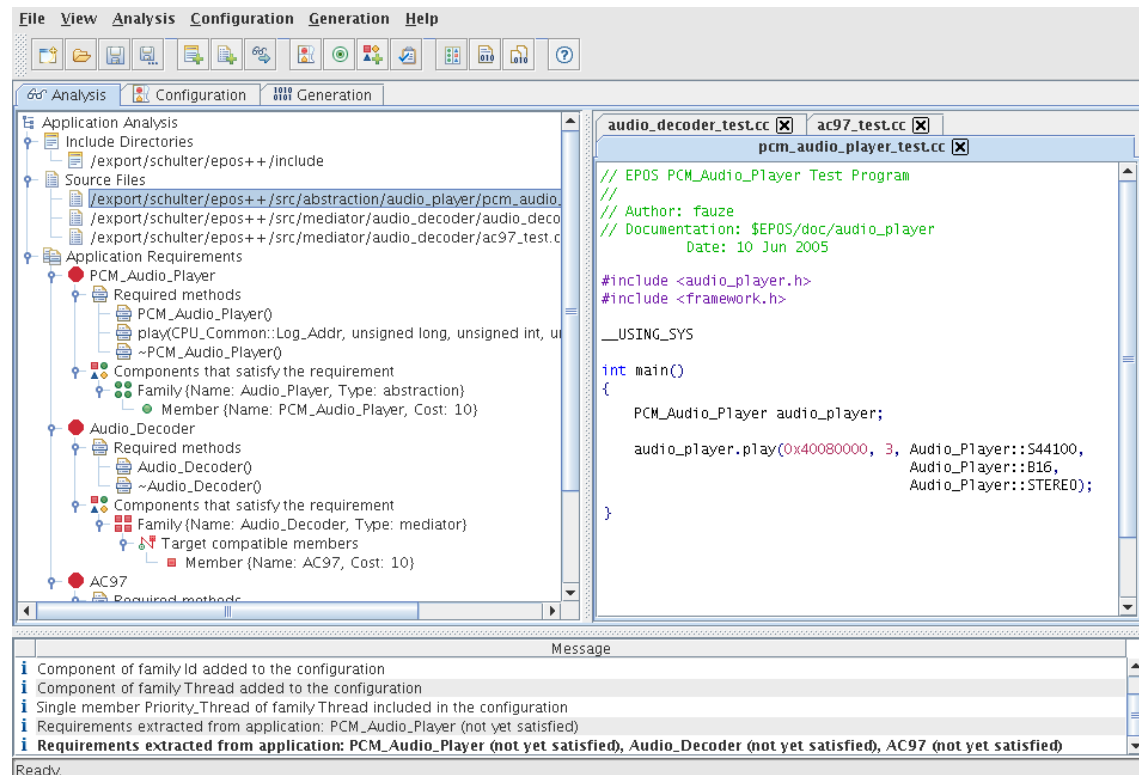 File View Analysis Configuration Generation Help
Analysis Configuration Generation
Application Analysis
Include Directories
/export/schulter/epos++/include
Source Files
/export/schulter/epos++/src/abstraction/audio_player/pcm_audio_
/export/schulter/epos++/src/mediator/audio_decoder/audio_deco
/export/schulter/epos++/src/mediator/audio_decoder/ac97_test.c
Application Requirements
PCM_Audio_Player
Required methods
PCM_Audio_Player()
play(CPU_Common::Log_Addr, unsigned long, unsigned int, u
~PCM_Audio_Player()
Components that satisfy the requirement
Family {Name: Audio_Player, Type: abstraction}
Member {Name: PCM_Audio_Player, Cost: 10}
Audio_Decoder
Required methods
Audio_Decoder()
~Audio_Decoder()
Components that satisfy the requirement
Family {Name: Audio_Decoder, Type: mediator}
Target compatible members
Member {Name: AC97, Cost: 10}
AC97
Required methods
audio_decoder_test.cc ac97_test.cc
pcm_audio_player_test.cc
// EPOS PCM_Audio_Player Test Program
//
// Author: fauze
// Documentation: $EPOS/doc/audio_player
Date: 10 Jun 2005
#include <audio_player.h>
#include <framework.h>
__USING_SYS
int main()
{
PCM_Audio_Player audio_player;
audio_player.play(0x40080000, 3, Audio_Player::S44100,
Audio_Player::B16,
Audio_Player::STEREO);
}
Message
Component of family Id added to the configuration
Component of family Thread added to the configuration
Single member Priority_Thread of family Thread included in the configuration
Requirements extracted from application: PCM_Audio_Player (not yet satisfied)
Requirements extracted from application: PCM_Audio_Player (not yet satisfied), Audio_Decoder (not yet satisfied), AC97 (not yet satisfied)
Ready.